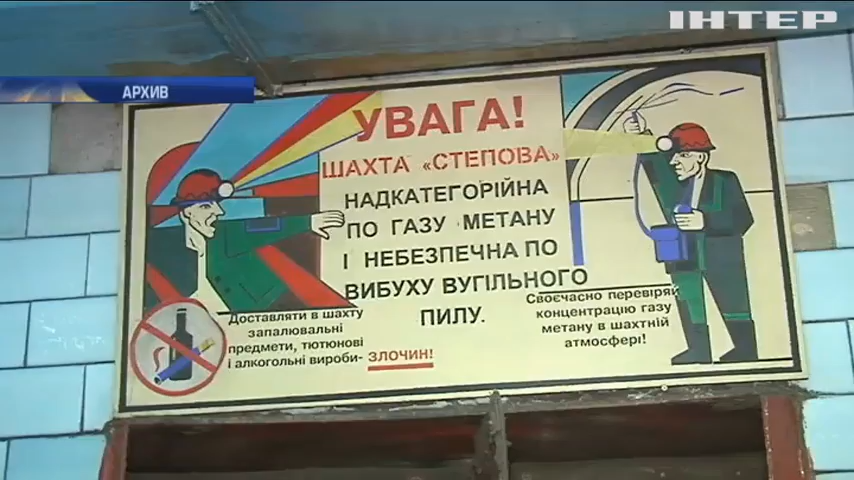 ІНТЕР
АРХИВ
УВАГА!
ШАХТА «СТЕПОВА»
НАДКАТЕГОРІЙНА
ПО ГАЗУ МЕТАНУ
І НЕБЕЗПЕЧНА ПО
ВИБУХУ ВУГІЛЬНОГО
ПИЛУ.
Доставляти в шахту
запалювальні
предмети, тютюнові
і алкогольні вироби- ЗЛОЧИН!
Своєчасно перевіряй
концентрацію газу
метану в шахтній
атмосфері!